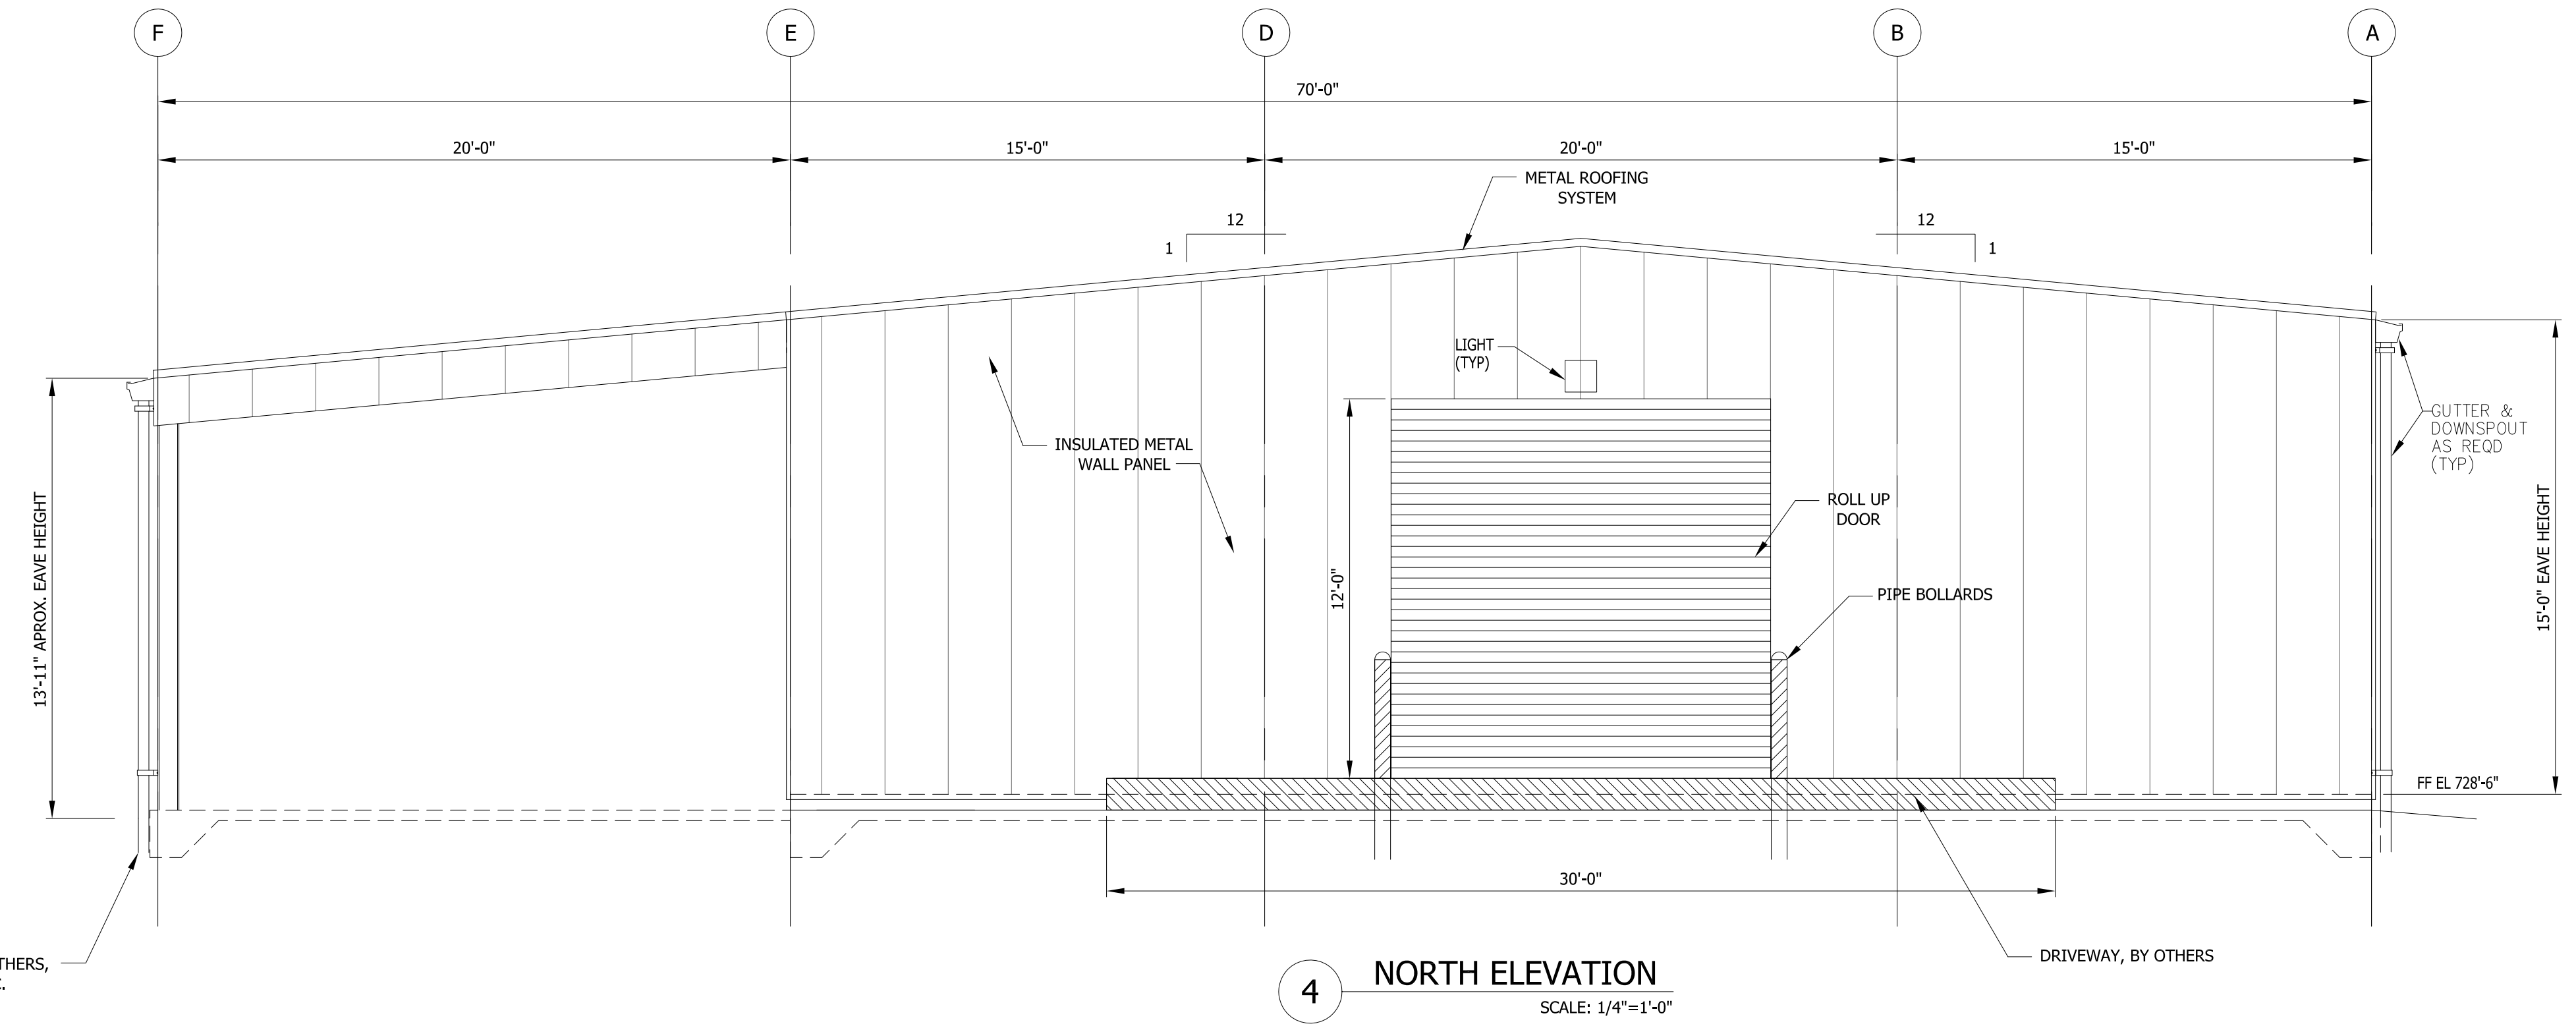 F
E
D
B
A
70'-0"
20'-0"
15'-0"
20'-0"
15'-0"
METAL ROOFING
SYSTEM
12
1
12
1
LIGHT
(TYP)
GUTTER &
DOWNSPOUT
AS REQD
(TYP)
INSULATED METAL
WALL PANEL
ROLL UP
DOOR
13'-11" APROX. EAVE HEIGHT
12'-0"
15'-0" EAVE HEIGHT
PIPE BOLLARDS
FF EL 728'-6"
30'-0"
THERS,
DRIVEWAY, BY OTHERS
4
NORTH ELEVATION
SCALE: 1/4"=1'-0"